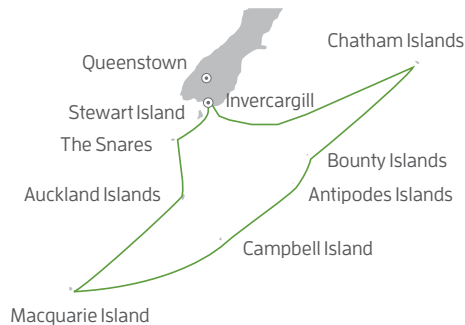 Chatham Islands
Queenstown
Invercargill
Stewart Island
The Snares
Bounty Islands
Auckland Islands
Antipodes Islands
Campbell Island
Macquarie Island